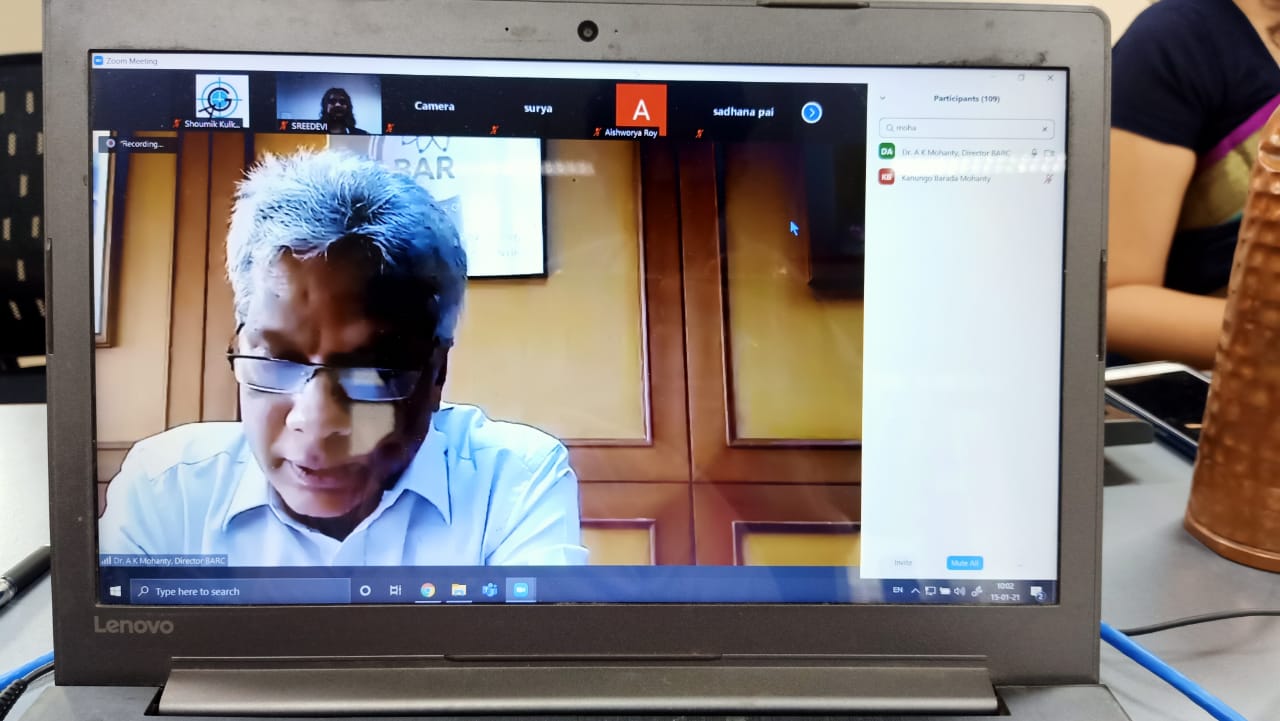 Zoom Meeting
Shoumik Kulk...
SREEDEVI
Camera
surya
A
Aishworya Roy
sadhana pai
Recording...
BAR
Participants (109)
moha
DA Dr. A K Mohanty, Director BARC
KB Kanungo Barada Mohanty
Dr. A K Mohanty, Director BARC
Invite
Mute All
Type here to search
EN
10:02
15-01-21
2
Lenovo